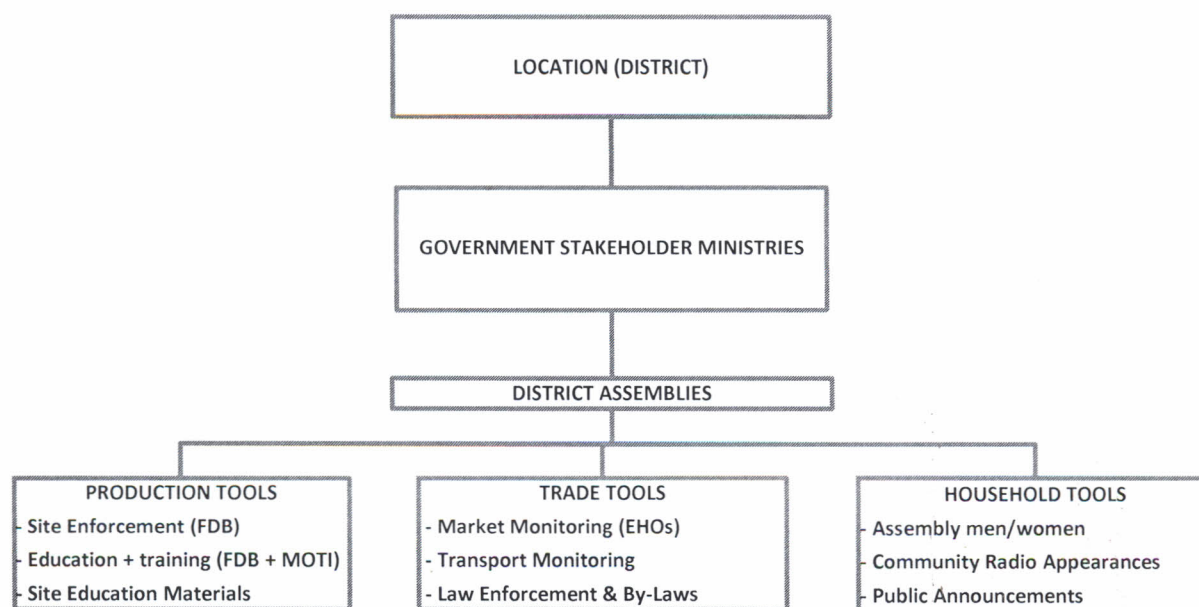 LOCATION (DISTRICT)
GOVERNMENT STAKEHOLDER MINISTRIES
DISTRICT ASSEMBLIES
PRODUCTION TOOLS
- Site Enforcement (FDB)
- Education + training (FDB + MOTI)
- Site Education Materials
TRADE TOOLS
- Market Monitoring (EHOs)
- Transport Monitoring
- Law Enforcement & By-Laws
HOUSEHOLD TOOLS
- Assembly men/women
- Community Radio Appearances
- Public Announcements